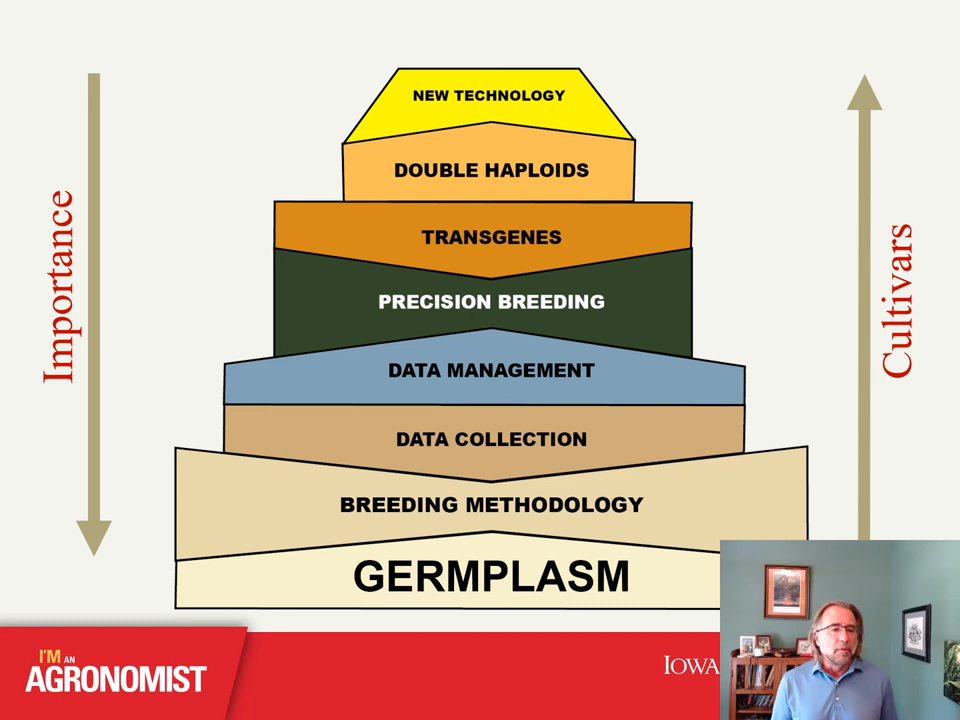 NEW TECHNOLOGY
DOUBLE HAPLOIDS
TRANSGENES
PRECISION BREEDING
DATA MANAGEMENT
DATA COLLECTION
BREEDING METHODOLOGY
GERMPLASM
Importance
Cultivars
I'M AN
AGRONOMIST
IOWA